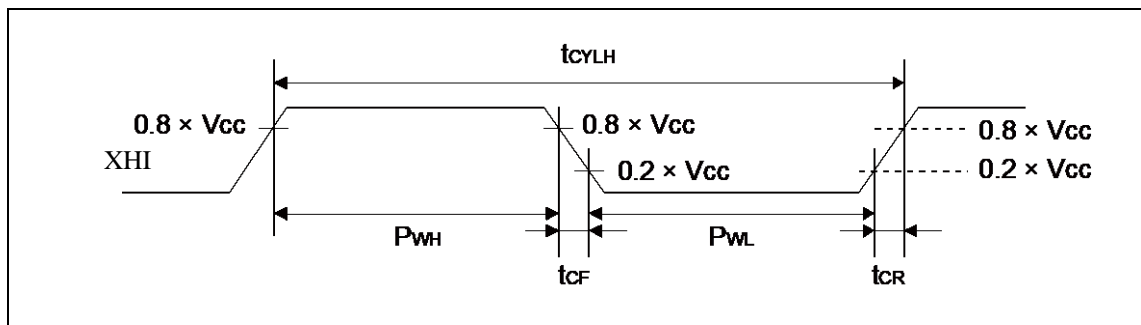 tCYLH
0.8 × Vcc
0.8 × Vcc
0.8 × Vcc
XHI
0.2 × Vcc
0.2 × Vcc
PWH
PWL
tCF
tCR